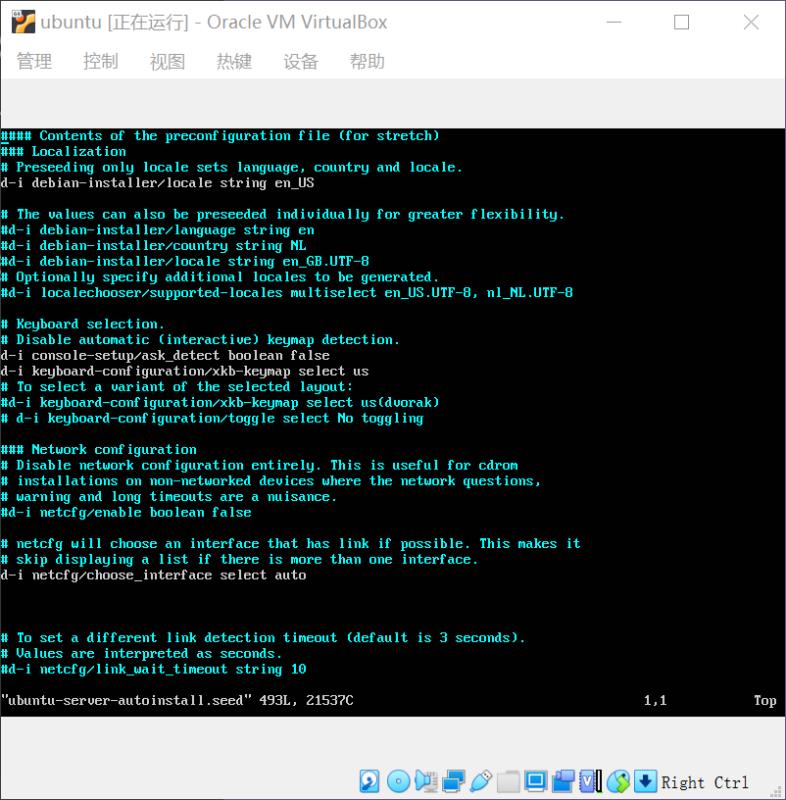 ubuntu [正在运行] - Oracle VM VirtualBox
管理 控制 视图 热键 设备 帮助
#### Contents of the preconfiguration file (for stretch)
### Localization
# Preseeding only locale sets language, country and locale.
d-i debian-installer/locale string en_US
# The values can also be preseeded individually for greater flexibility.
#d-i debian-installer/language string en
#d-i debian-installer/country string NL
#d-i debian-installer/locale string en_GB.UTF-8
# Optionally specify additional locales to be generated.
#d-i localechooser/supported-locales multiselect en_US.UTF-8, nl_NL.UTF-8
# Keyboard selection.
# Disable automatic (interactive) keymap detection.
d-i console-setup/ask_detect boolean false
d-i keyboard-configuration/xkb-keymap select us
# To select a variant of the selected layout:
#d-i keyboard-configuration/xkb-keymap select us(dvorak)
# d-i keyboard-configuration/toggle select No toggling
### Network configuration
# Disable network configuration entirely. This is useful for cdrom
# installations on non-networked devices where the network questions,
# warning and long timeouts are a nuisance.
#d-i netcfg/enable boolean false
# netcfg will choose an interface that has link if possible. This makes it
# skip displaying a list if there is more than one interface.
d-i netcfg/choose_interface select auto
# To set a different link detection timeout (default is 3 seconds).
# Values are interpreted as seconds.
#d-i netcfg/link_wait_timeout string 10
"ubuntu-server-autoinstall.seed" 493L, 21537C 1,1 Top
Right Ctrl